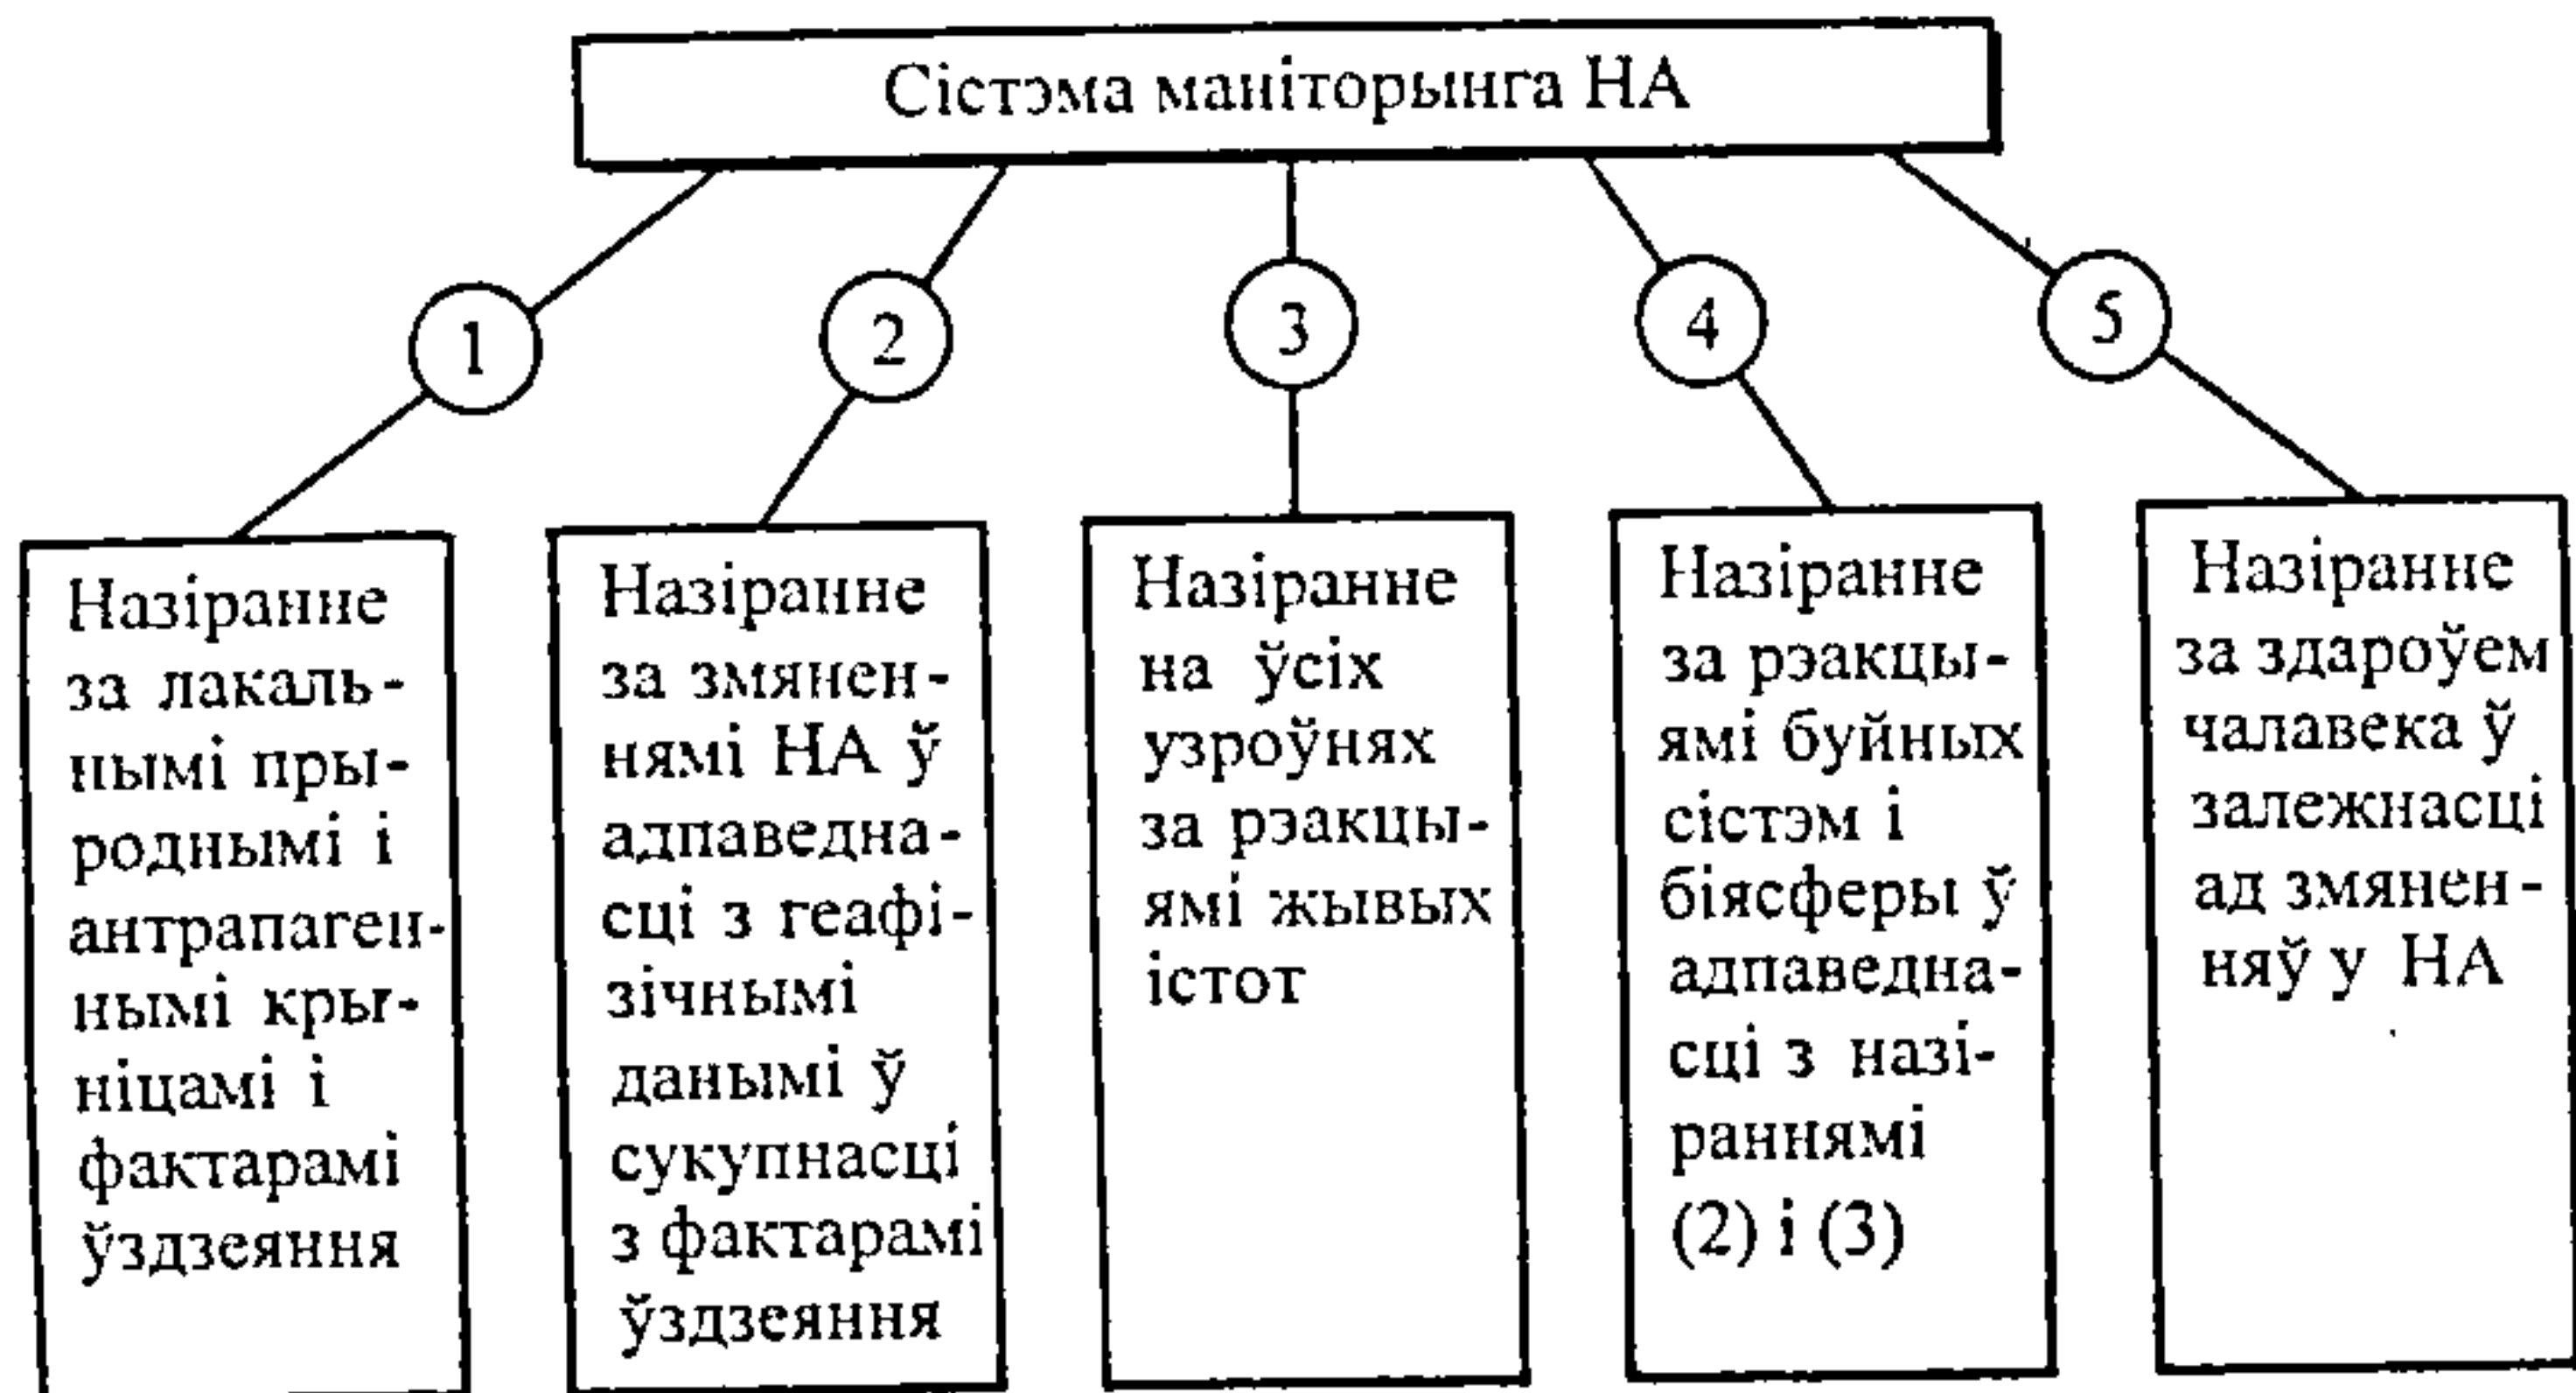 Сістэма маніторынга НА
1
2
3
4
5
Назіранне
за лакаль-
нымі пры-
роднымі і
антрапаген-
нымі кры-
ніцамі і
фактарамі
ўздзеяння
Назіранне
за змянен-
нямі НА ў
адпаведна-
сці з геафі-
зічнымі
данымі ў
сукупнасці
з фактарамі
ўздзеяння
Назіранне
на ўсіх
узроўнях
за рэакцы-
ямі жывых
істот
Назіранне
за рэакцы-
ямі буйных
сістэм і
біясферы ў
адпаведна-
сці з назі-
раннямі
(2) і (3)
Назіранне
за здароўем
чалавека ў
залежнасці
ад змянен-
няў у НА